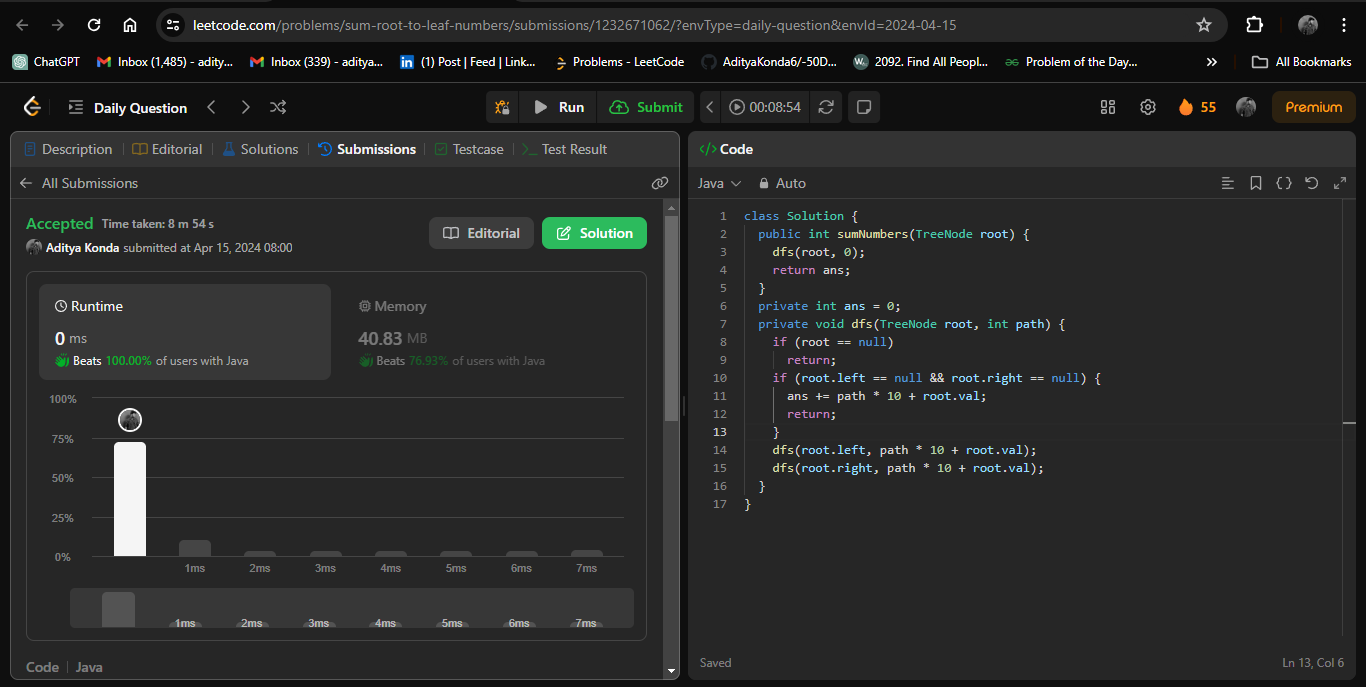 leetcode.com/problems/sum-root-to-leaf-numbers/submissions/1232671062/?envType=daily-question&envId=2024-04-15
ChatGPT Inbox (1,485) - adity... Inbox (339) - aditya... (1) Post | Feed | Link... Problems - LeetCode AdityaKonda6/-50D... 2092. Find All Peopl... Problem of the Day... » All Bookmarks
Daily Question Run Submit 00:08:54 55 Premium
Description Editorial Solutions Submissions Testcase Test Result
All Submissions
Accepted Time taken: 8 m 54 s
Aditya Konda submitted at Apr 15, 2024 08:00
Editorial Solution
Runtime
0 ms
Beats 100.00% of users with Java
Memory
40.83 MB
Beats 76.93% of users with Java
100%
75%
50%
25%
0%
1ms 2ms 3ms 4ms 5ms 6ms 7ms
1ms 2ms 3ms 4ms 5ms 6ms 7ms
Code Java
</> Code
Java Auto
1 class Solution {
2 public int sumNumbers(TreeNode root) {
3 dfs(root, 0);
4 return ans;
5 }
6 private int ans = 0;
7 private void dfs(TreeNode root, int path) {
8 if (root == null)
9 return;
10 if (root.left == null && root.right == null) {
11 ans += path * 10 + root.val;
12 return;
13 }
14 dfs(root.left, path * 10 + root.val);
15 dfs(root.right, path * 10 + root.val);
16 }
17 }
Saved Ln 13, Col 6